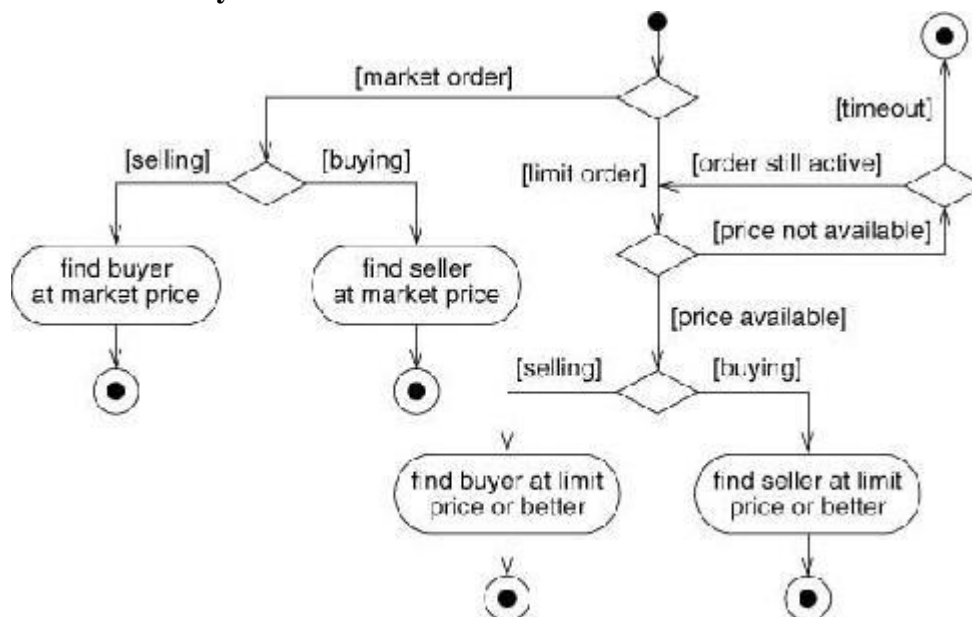 [market order]
[timeout]
[selling]
[buying]
[limit order]
[order still active]
[price not available]
find buyer
at market price
find seller
at market price
[price available]
[selling]
[buying]
find buyer at limit
price or better
find seller at limit
price or better